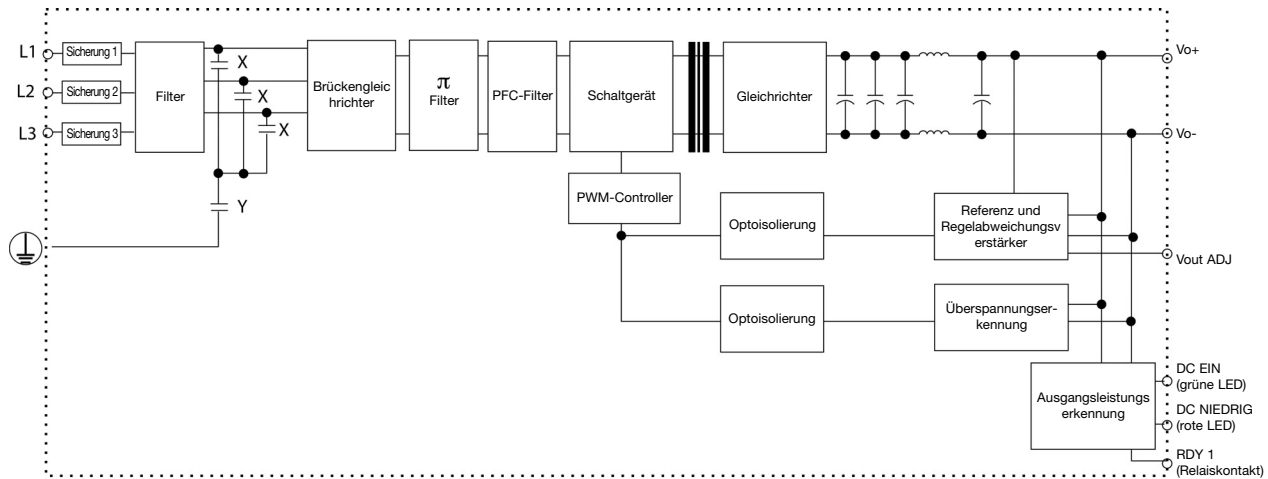 L1
Sicherung 1
L2
Sicherung 2
L3
Sicherung 3
Filter
X
X
X
Y
Brückengleic
hrichter
π
Filter
PFC-Filter
Schaltgerät
Gleichrichter
Vo+
Vo-
PWM-Controller
Optoisolierung
Referenz und
Regelabweichungsv
erstärker
Vout ADJ
Optoisolierung
Überspannungser-
kennung
Ausgangsleistungs
erkennung
DC EIN
(grüne LED)
DC NIEDRIG
(rote LED)
RDY 1
(Relaiskontakt)